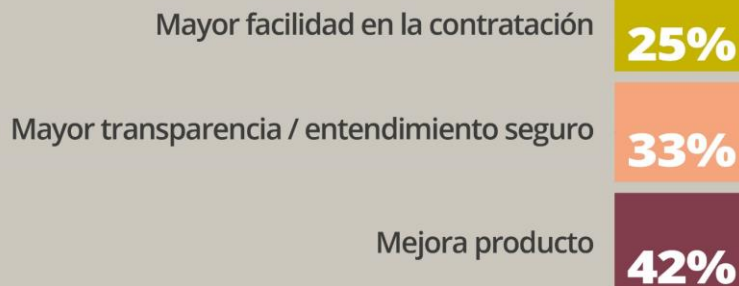 Mayor facilidad en la contratación 25%
Mayor transparencia / entendimiento seguro 33%
Mejora producto 42%